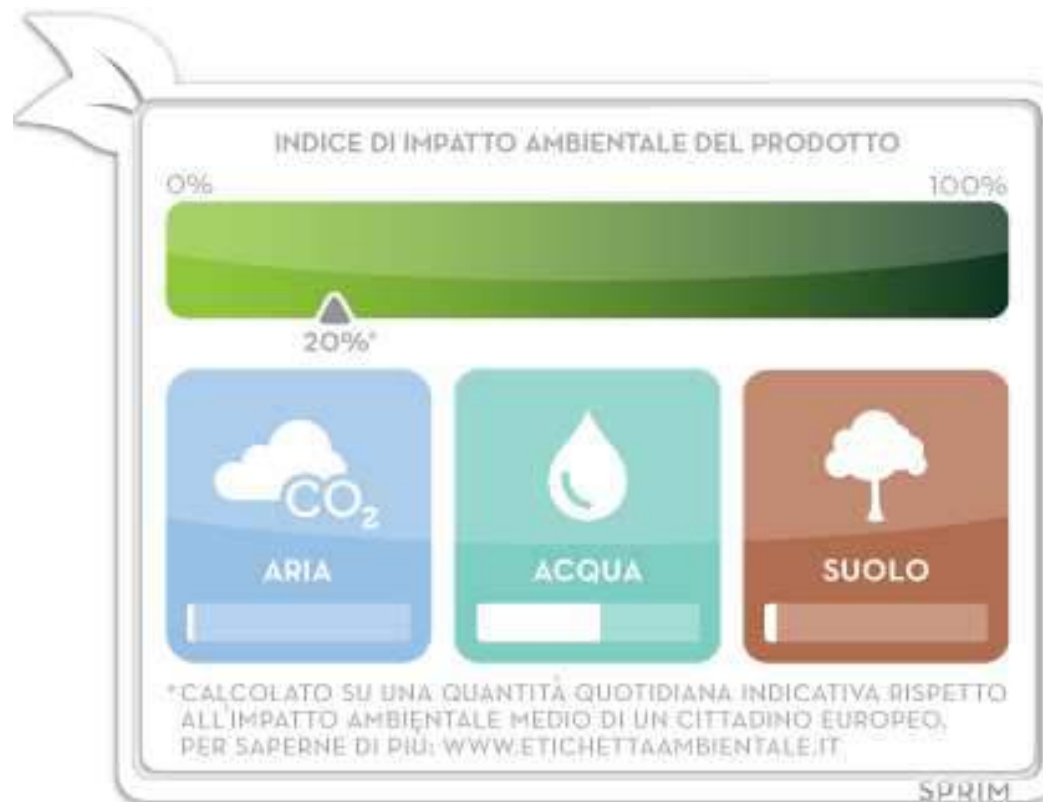 INDICE DI IMPATTO AMBIENTALE DEL PRODOTTO
0% 100%
20%*
CO₂
ARIA ACQUA SUOLO
*CALCOLATO SU UNA QUANTITÀ QUOTIDIANA INDICATIVA RISPETTO
ALL'IMPATTO AMBIENTALE MEDIO DI UN CITTADINO EUROPEO.
PER SAPERNE DI PIÙ: WWW.ETICHETTAAMBIENTALE.IT
SPRIM